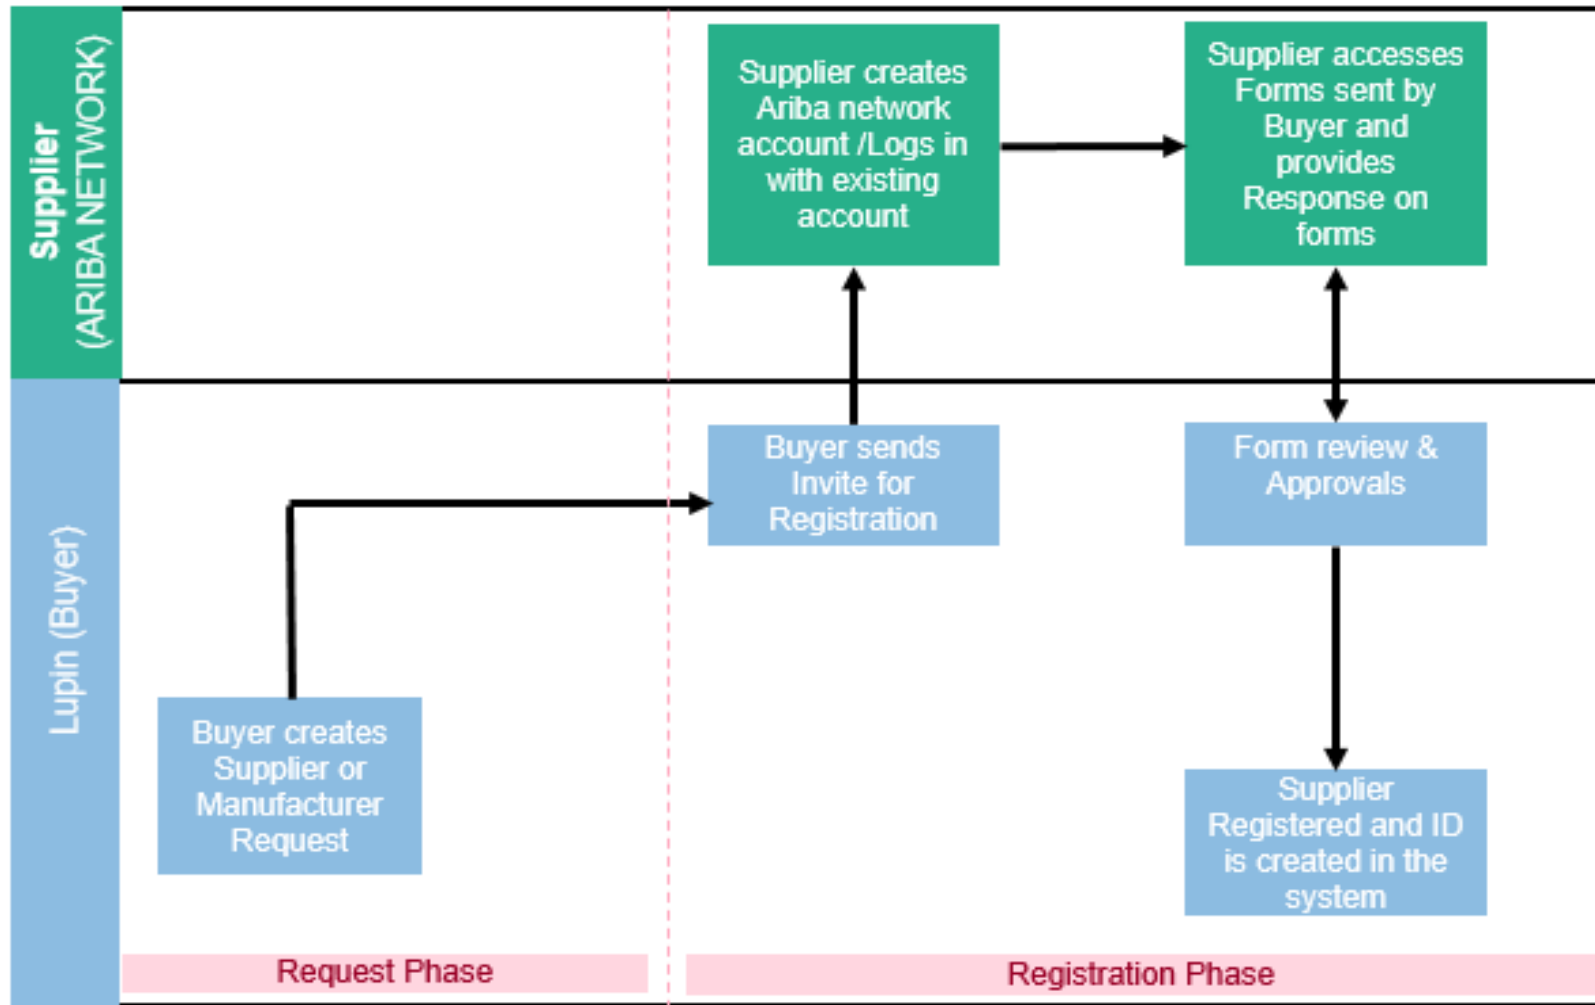 Supplier
(ARIBA NETWORK)
Supplier creates
Ariba network
account /Logs in
with existing
account
Supplier accesses
Forms sent by
Buyer and
provides
Response on
forms
Lupin (Buyer)
Buyer sends
Invite for
Registration
Form review &
Approvals
Buyer creates
Supplier or
Manufacturer
Request
Supplier
Registered and ID
is created in the
system
Request Phase
Registration Phase